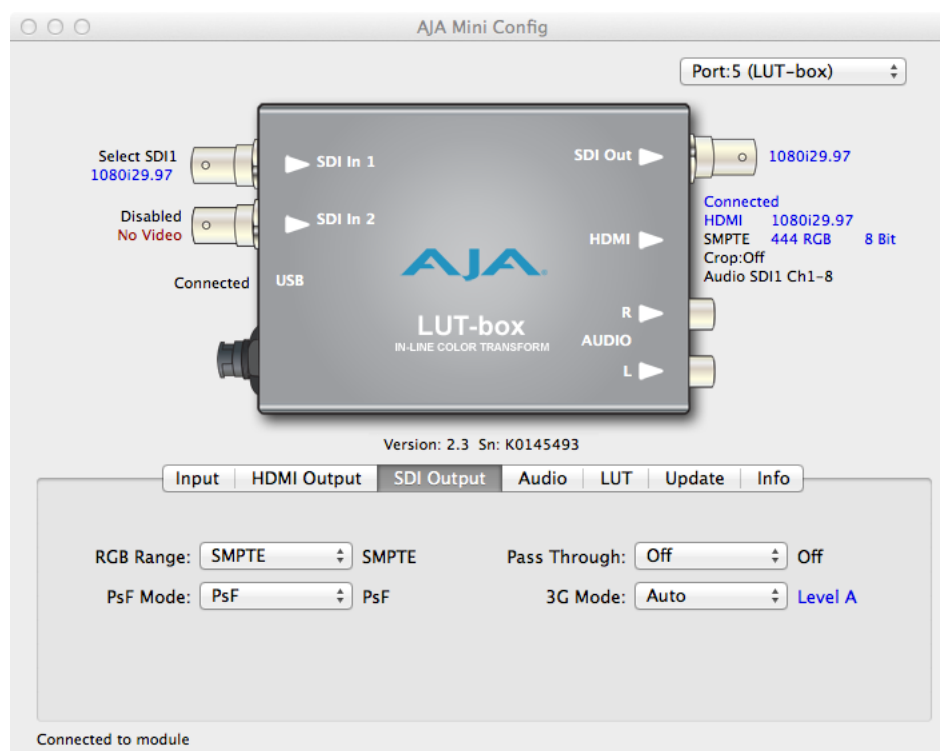 AJA Mini Config
Port:5 (LUT-box)
Select SDI1
1080i29.97
Disabled
No Video
Connected
SDI In 1
SDI In 2
USB
AJA
LUT-box
IN-LINE COLOR TRANSFORM
SDI Out
HDMI
R
AUDIO
L
1080i29.97
Connected
HDMI 1080i29.97
SMPTE 444 RGB 8 Bit
Crop:Off
Audio SDI1 Ch1-8
Version: 2.3 Sn: K0145493
Input HDMI Output SDI Output Audio LUT Update Info
RGB Range: SMPTE SMPTE Pass Through: Off Off
PsF Mode: PsF PsF 3G Mode: Auto Level A
Connected to module